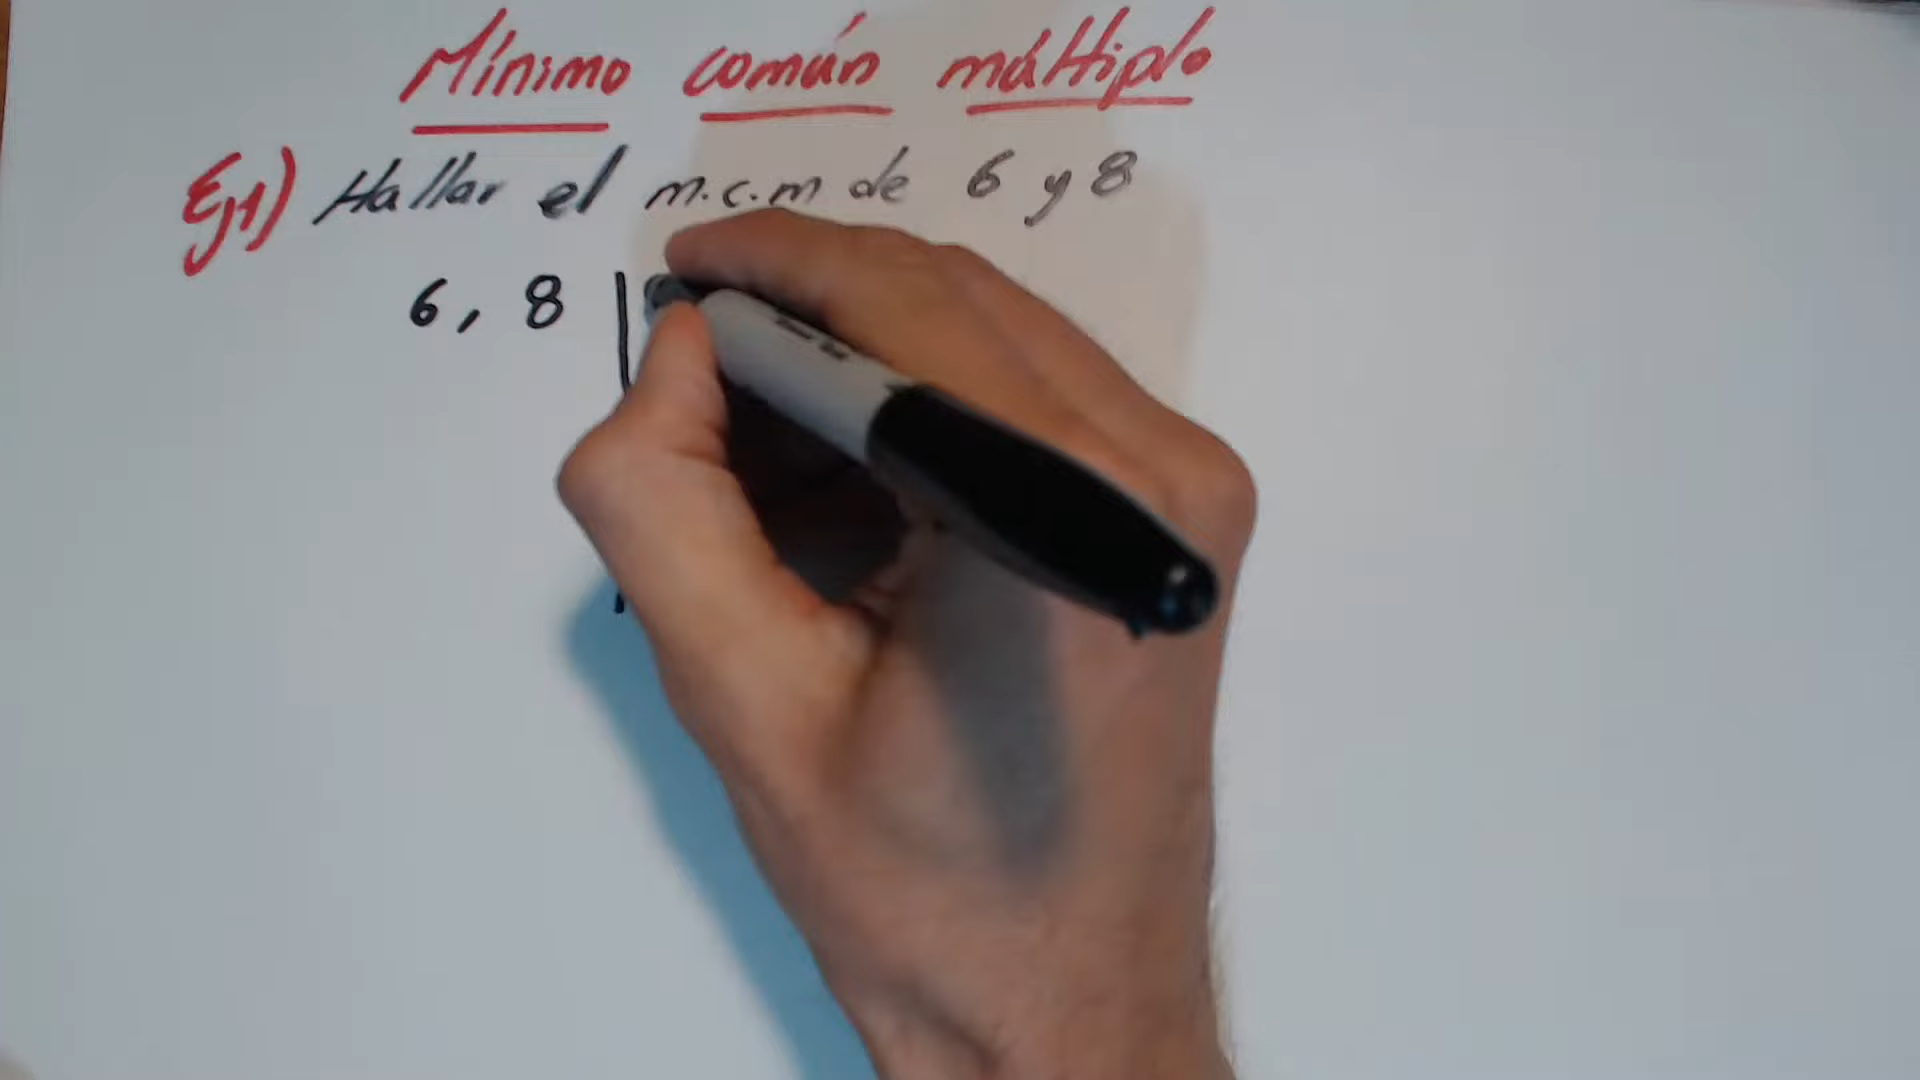 Mínimo común múltiplo
Ej1) Hallar el m.c.m de 6 y 8
6, 8